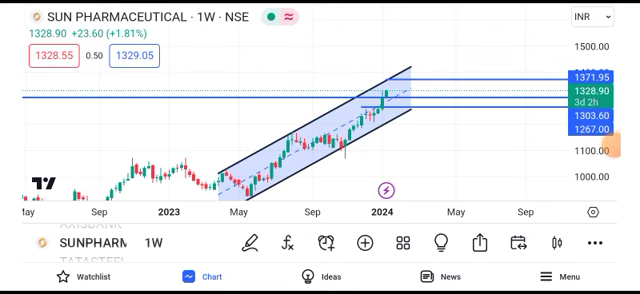 SUN PHARMACEUTICAL · 1W · NSE
INR
1328.90 +23.60 (+1.81%)
1328.55 0.50 1329.05
1500.00
1371.95
1328.90
3d 2h
1303.60
1267.00
1100.00
1000.00
May Sep 2023 May Sep 2024 May Sep
AXISBANK
SUNPHARM 1W
TATASTEEL
Watchlist Chart Ideas News Menu